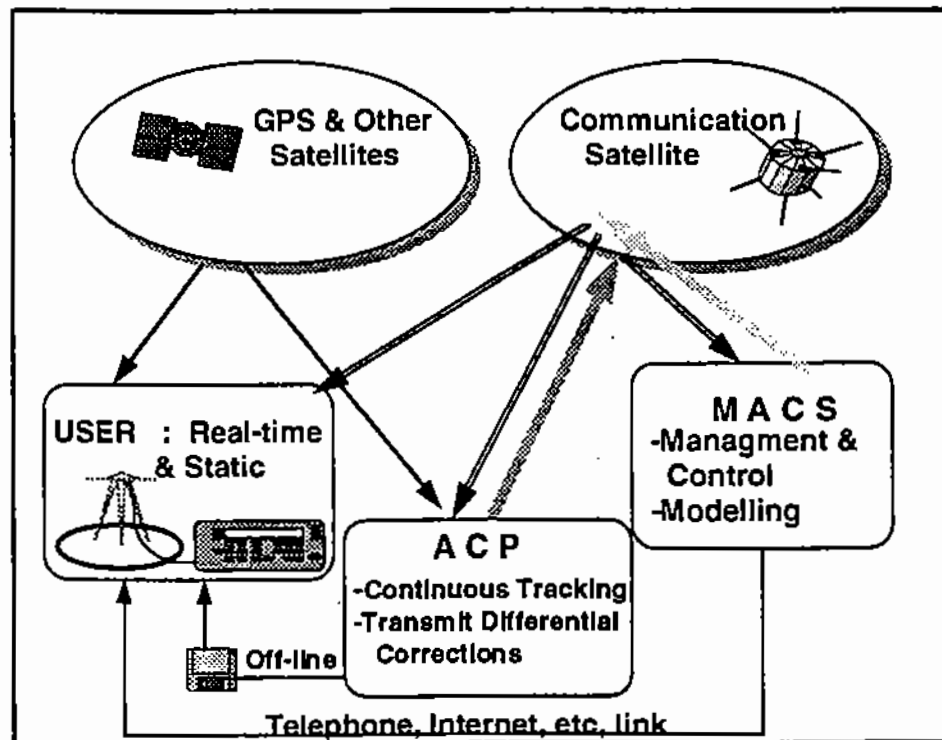 GPS & Other
Satellites
Communication
Satellite
USER : Real-time
& Static
M A C S
-Managment &
Control
-Modelling
A C P
-Continuous Tracking
-Transmit Differential
Corrections
Off-line
Telephone, Internet, etc, link